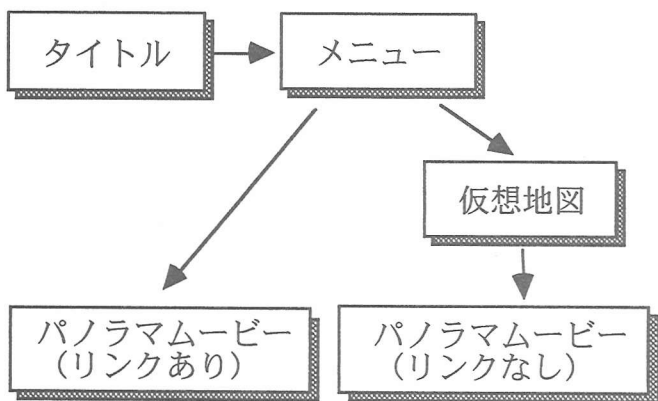 タイトル
メニュー
仮想地図
パノラマムービー
（リンクあり）
パノラマムービー
（リンクなし）